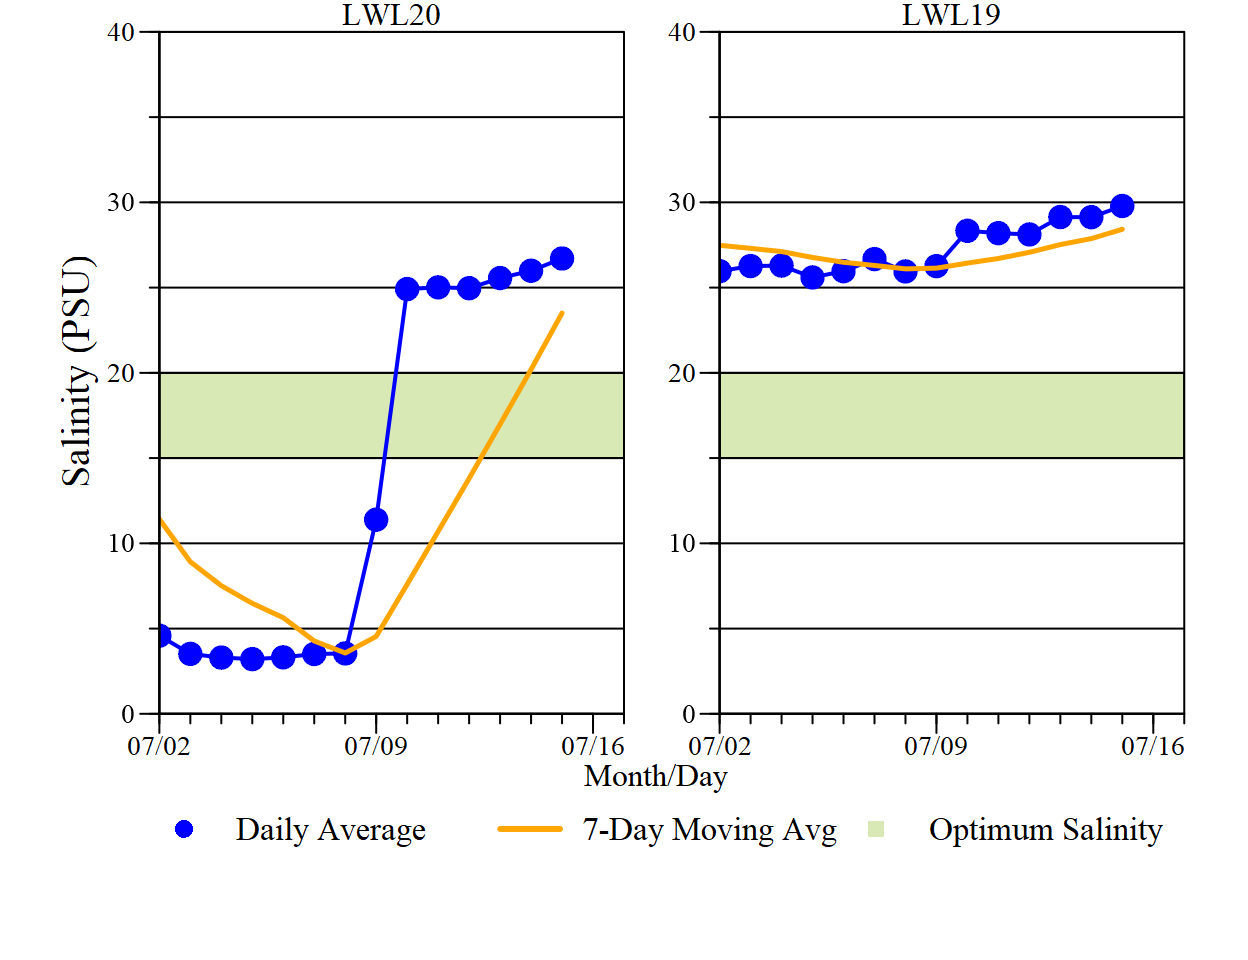 LWL20 LWL19
40 40
30 30
Salinity (PSU)
20 20
10 10
0 0
07/02 07/09 07/16 07/02 07/09 07/16
Month/Day
Daily Average 7-Day Moving Avg Optimum Salinity